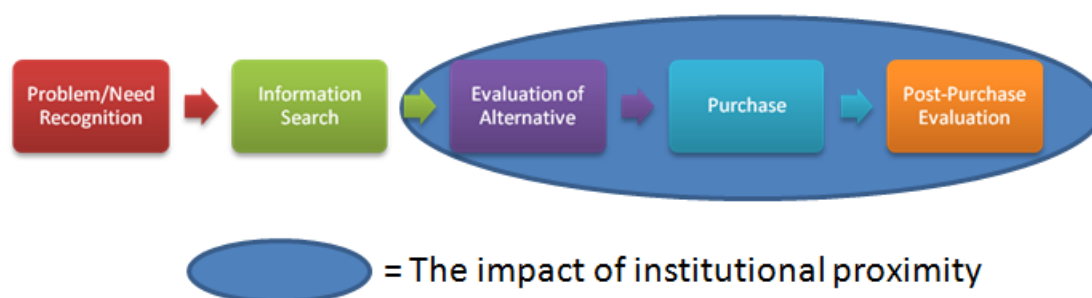 Problem/Need
Recognition
Information
Search
Evaluation of
Alternative
Purchase
Post-Purchase
Evaluation
= The impact of institutional proximity